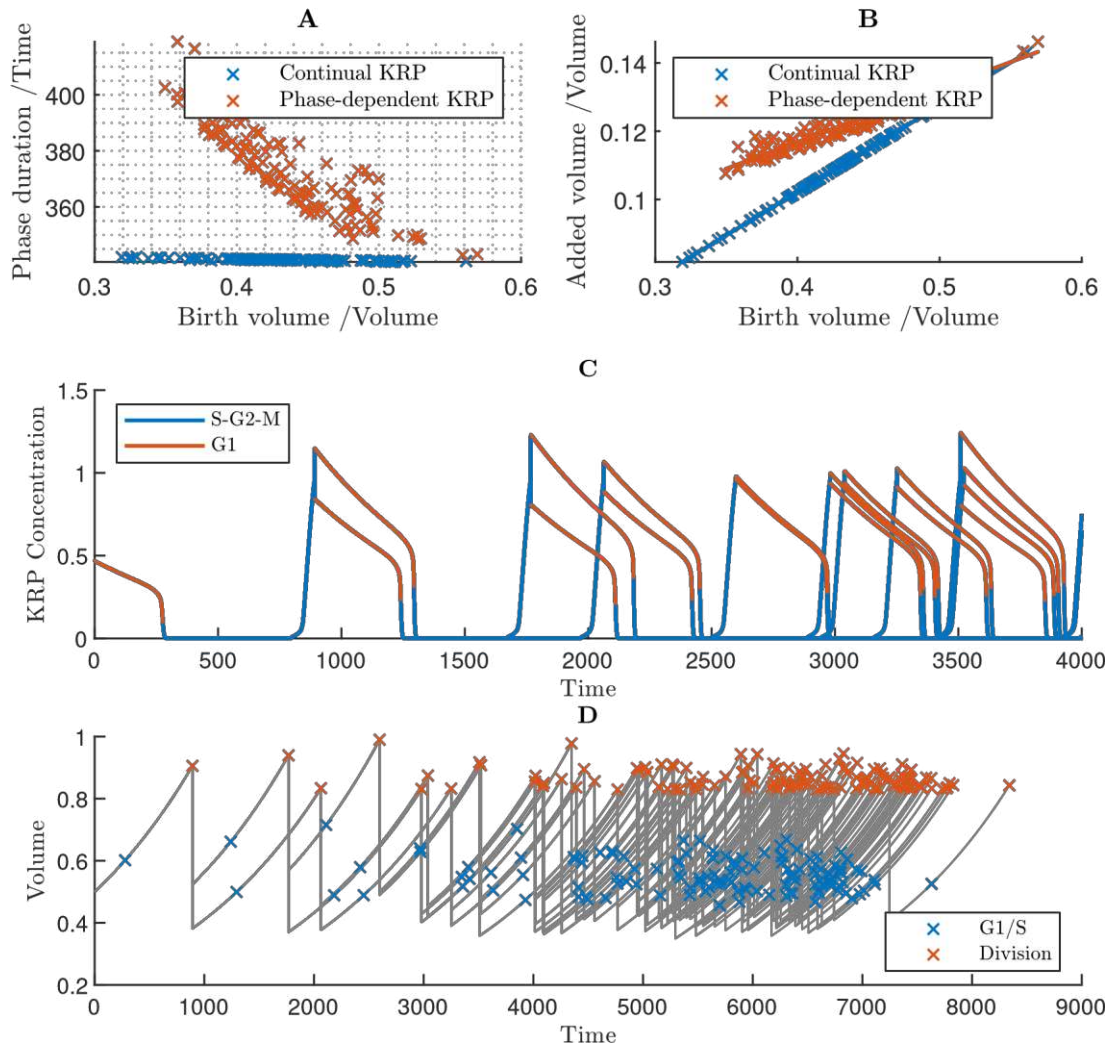 A
Phase duration /Time
400
380
360
Continual KRP
Phase-dependent KRP
0.3 0.4 0.5 0.6
Birth volume /Volume
B
Added volume /Volume
0.14
0.12
0.1
Continual KRP
Phase-dependent KRP
0.3 0.4 0.5 0.6
Birth volume /Volume
C
KRP Concentration
1.5
1
0.5
0
S-G2-M
G1
0 500 1000 1500 2000 2500 3000 3500 4000
Time
D
Volume
1
0.8
0.6
0.4
0.2
G1/S
Division
0 1000 2000 3000 4000 5000 6000 7000 8000 9000
Time